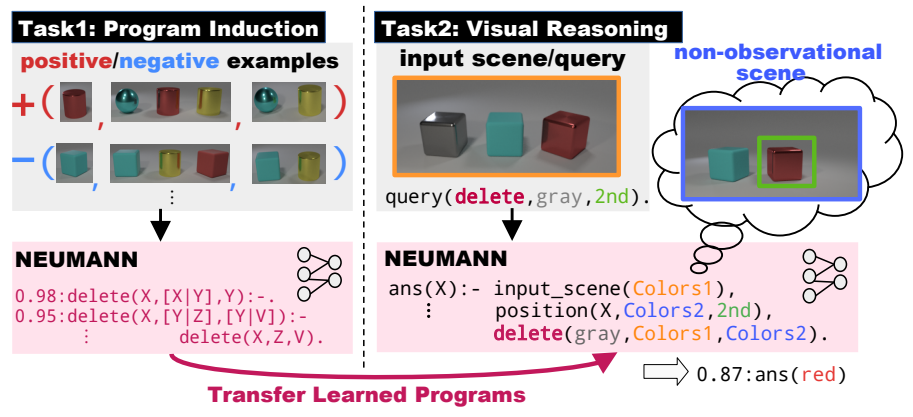 Task1: Program Induction
positive/negative examples
+( , , )
−( , , )
⋮
NEUMANN
0.98:delete(X,[X|Y],Y):-.
0.95:delete(X,[Y|Z],[Y|V]):-
⋮ delete(X,Z,V).
Task2: Visual Reasoning
input scene/query
query(delete,gray,2nd).
non-observational
scene
NEUMANN
ans(X):- input_scene(Colors1),
⋮ position(X,Colors2,2nd),
delete(gray,Colors1,Colors2).
0.87:ans(red)
Transfer Learned Programs